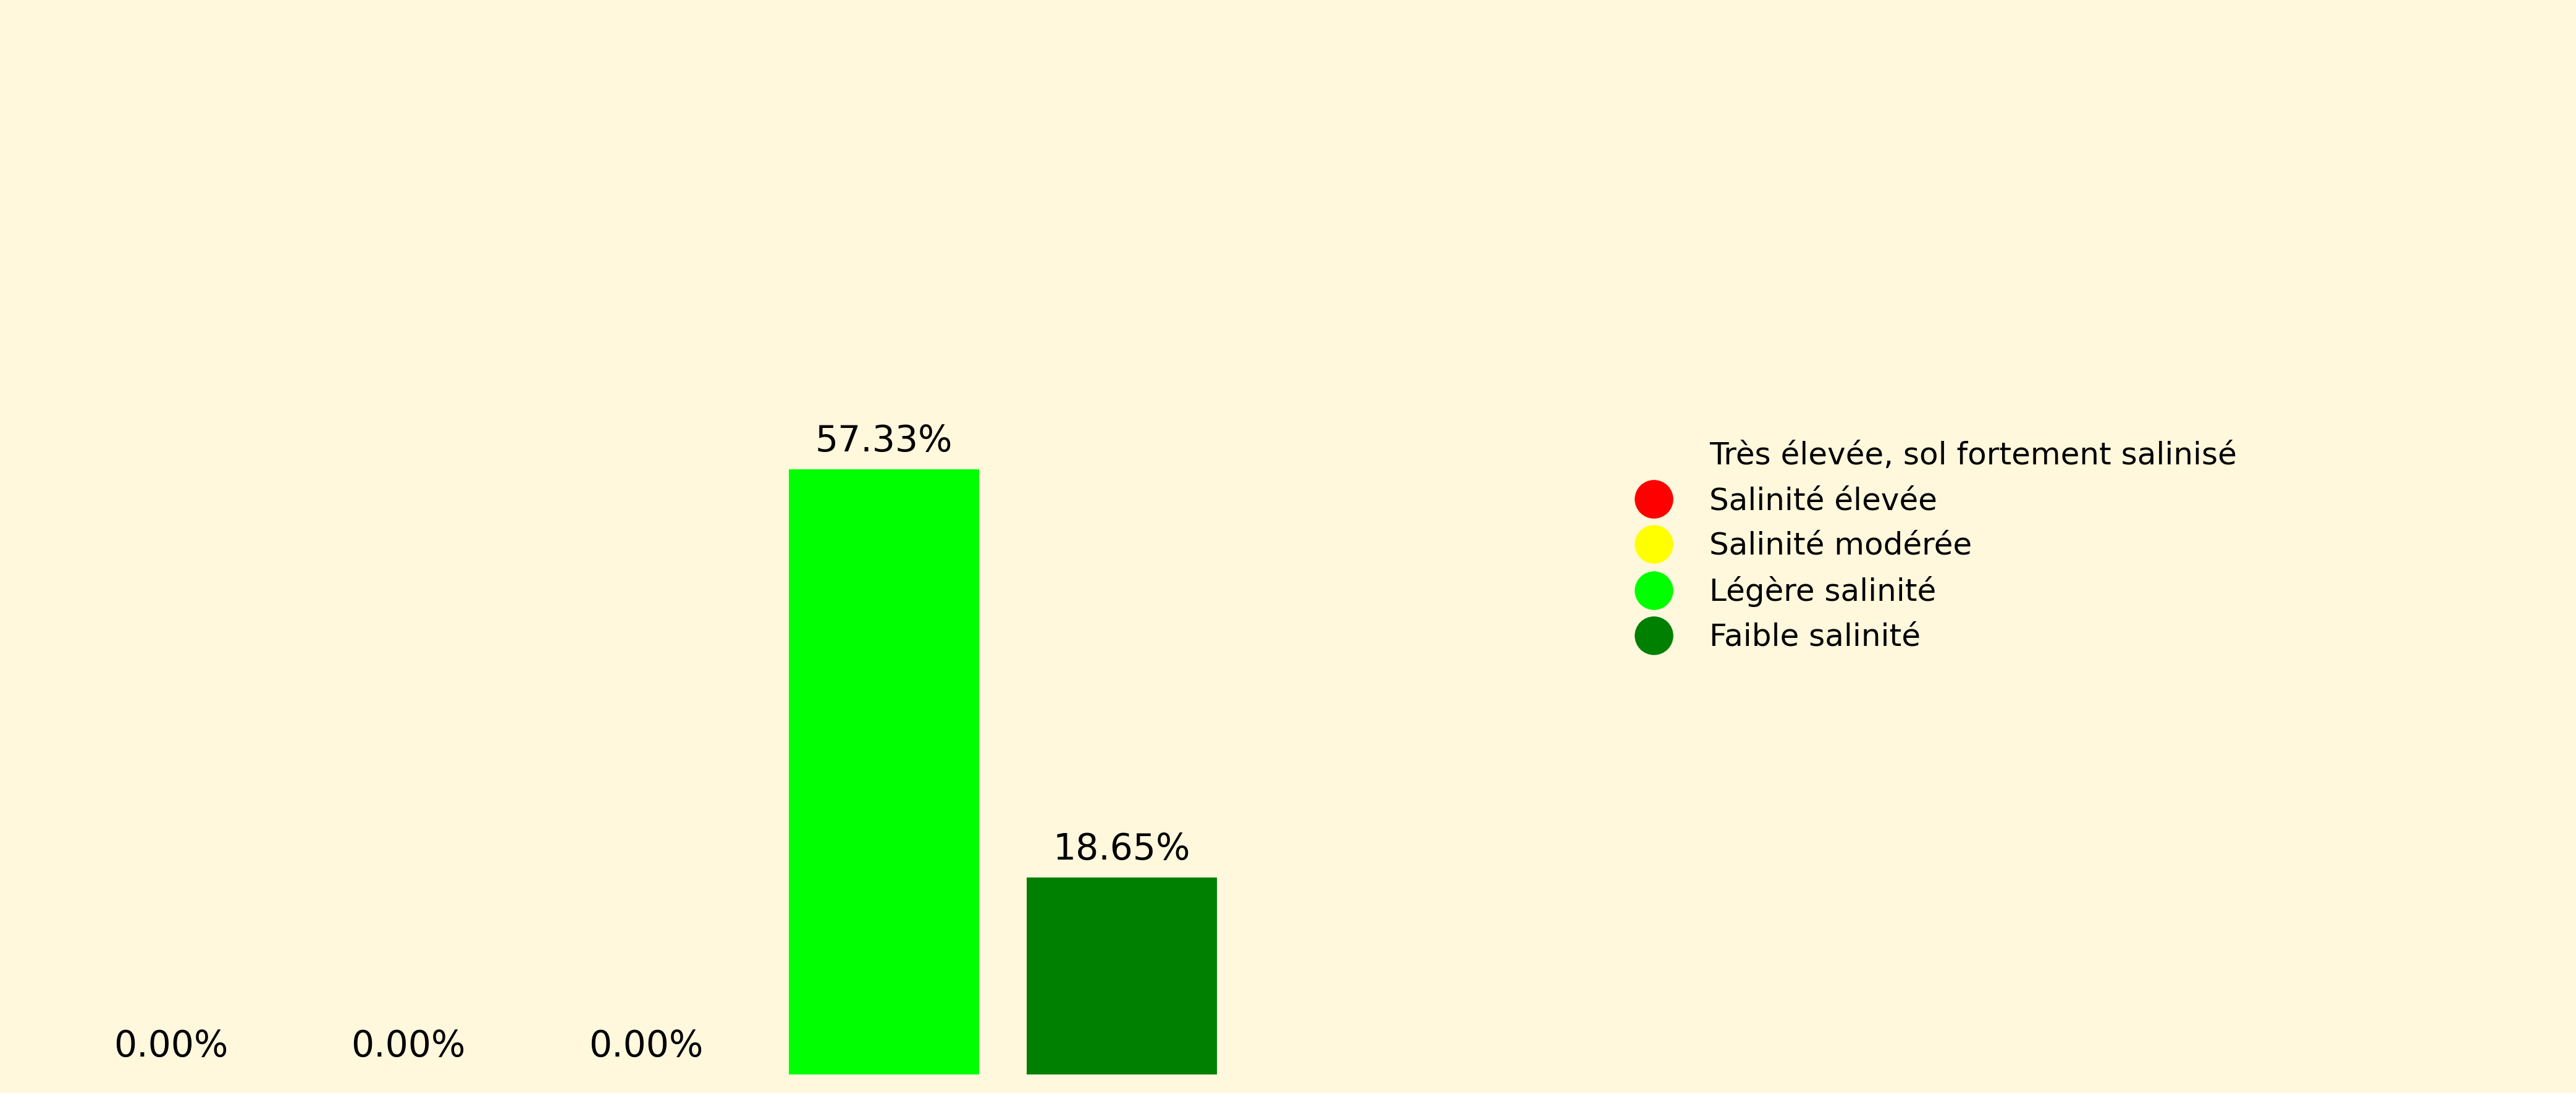 57.33%
18.65%
0.00%
0.00%
0.00%
Très élevée, sol fortement salinisé
Salinité élevée
Salinité modérée
Légère salinité
Faible salinité